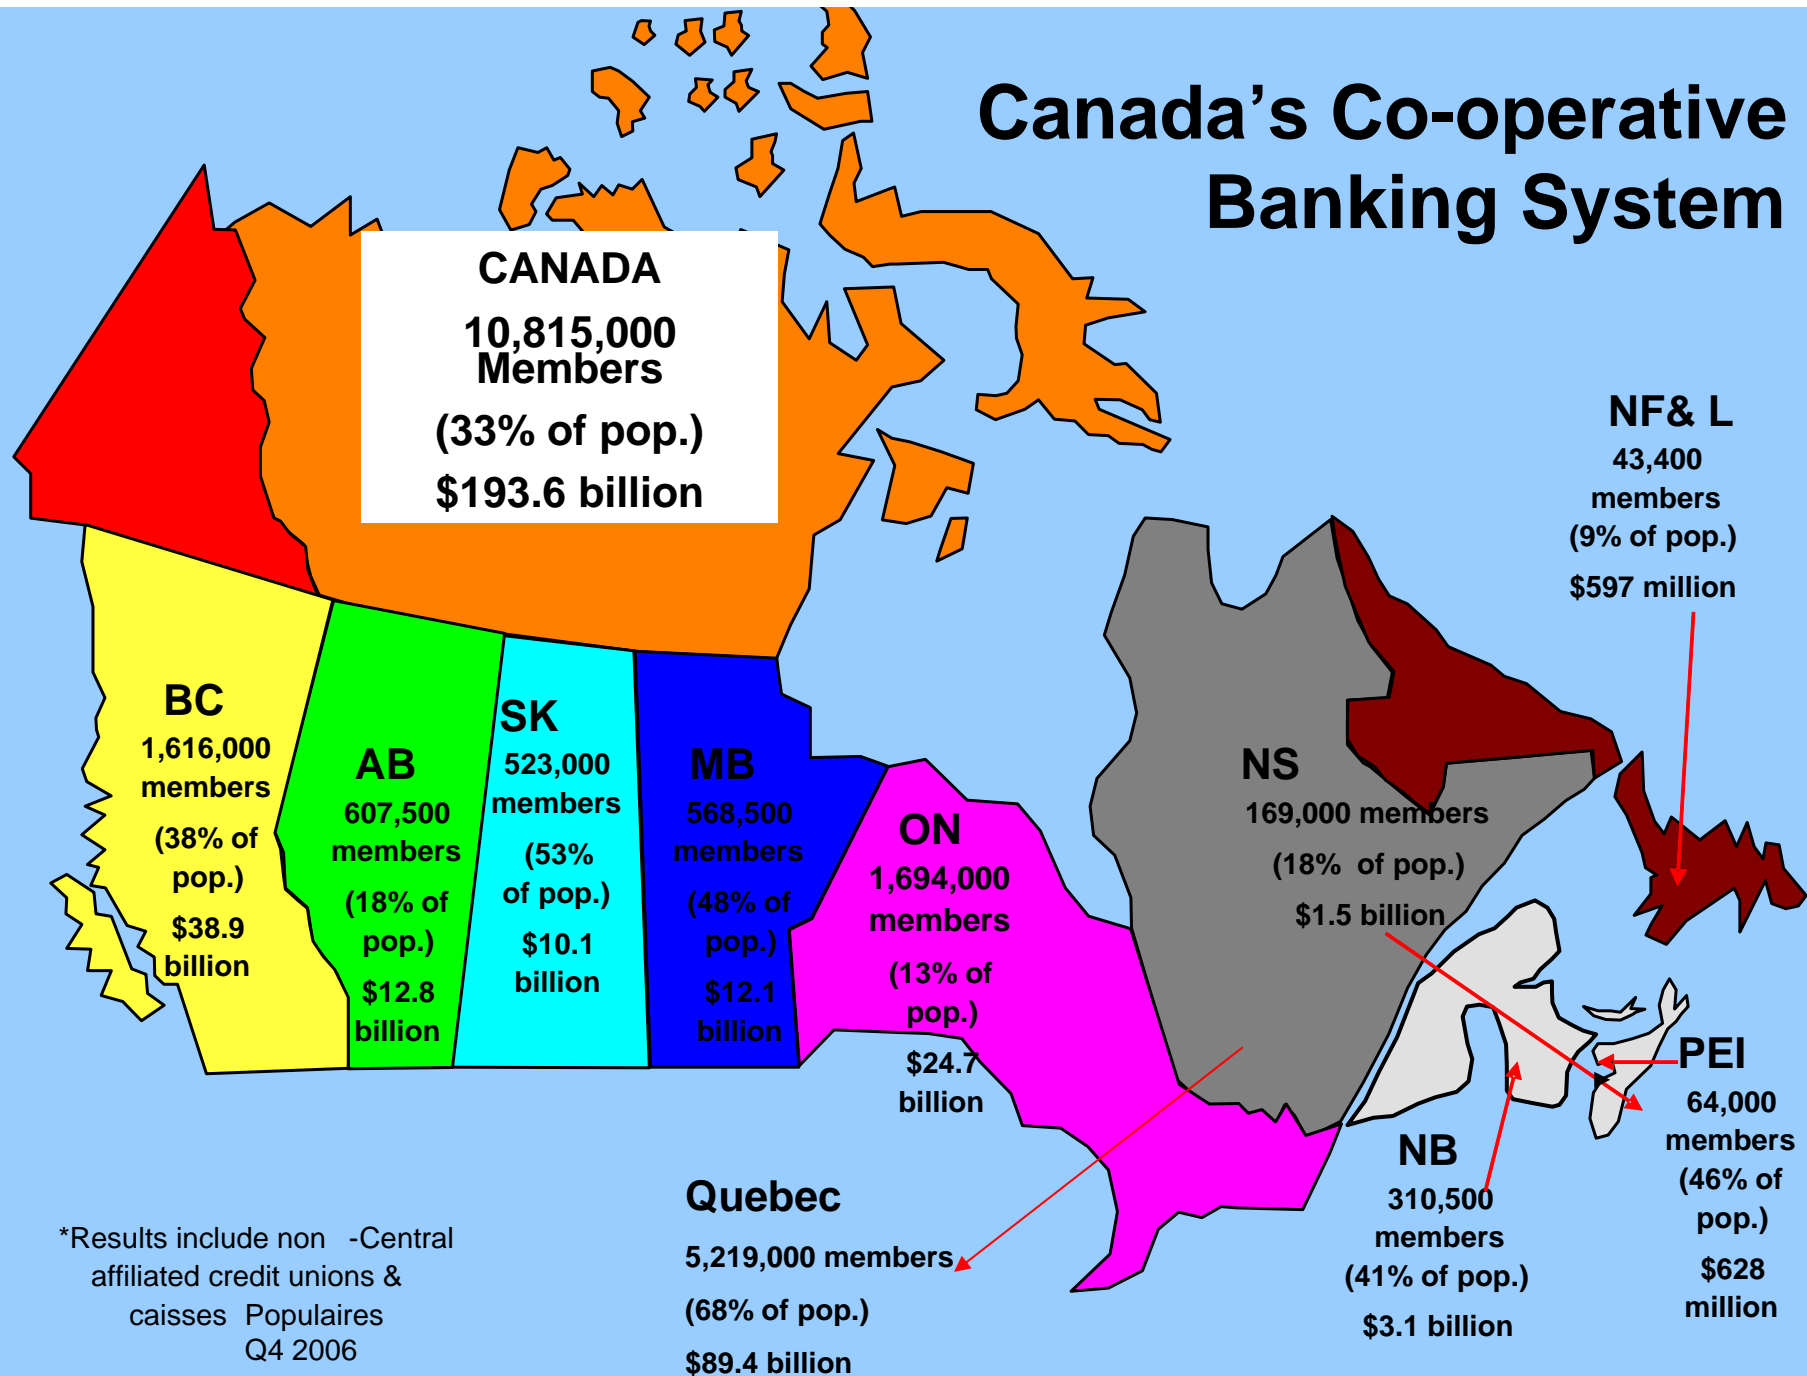 Canada's Co-operative
Banking System
CANADA
10,815,000
Members
(33% of pop.)
$193.6 billion
NF& L
43,400
members
(9% of pop.)
$597 million
BC
1,616,000
members
(38% of
pop.)
$38.9
billion
AB
607,500
members
(18% of
pop.)
$12.8
billion
SK
523,000
members
(53%
of pop.)
$10.1
billion
MB
568,500
members
(48% of
pop.)
$12.1
billion
ON
1,694,000
members
(13% of
pop.)
$24.7
billion
NS
169,000 members
(18% of pop.)
$1.5 billion
PEI
64,000
members
(46% of
pop.)
$628
million
NB
310,500
members
(41% of pop.)
$3.1 billion
Quebec
5,219,000 members
(68% of pop.)
$89.4 billion
*Results include non -Central
affiliated credit unions &
caisses Populaires
Q4 2006